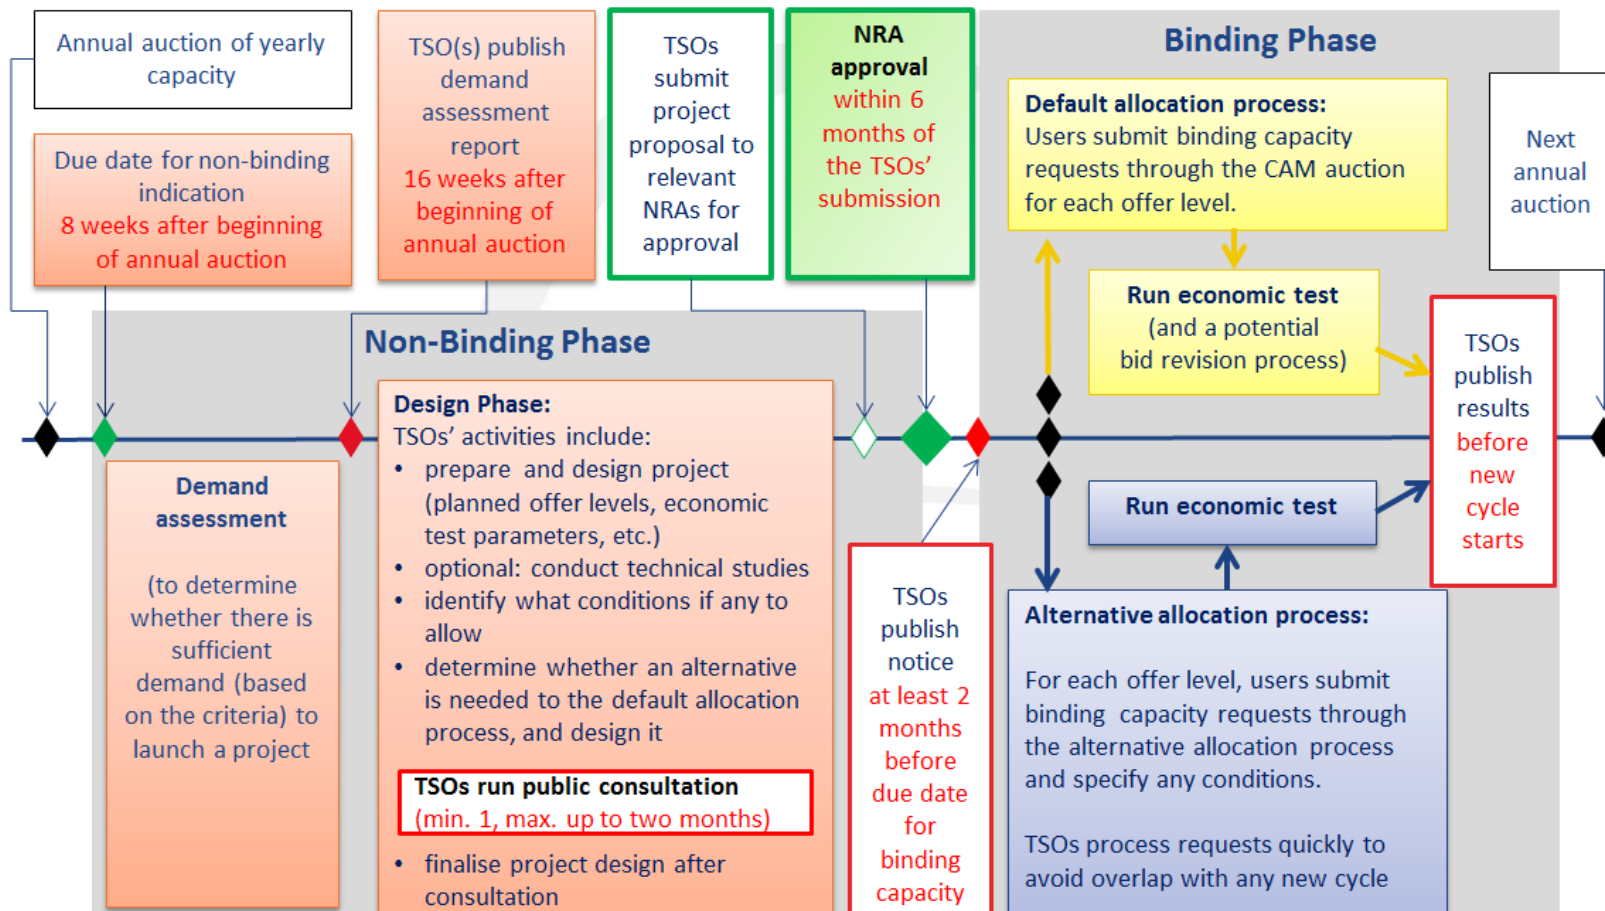 Annual auction of yearly
capacity
Due date for non-binding
indication
8 weeks after beginning
of annual auction
TSO(s) publish
demand
assessment
report
16 weeks after
beginning of
annual auction
TSOs
submit
project
proposal to
relevant
NRAs for
approval
NRA
approval
within 6
months of
the TSOs'
submission
Binding Phase
Default allocation process:
Users submit binding capacity
requests through the CAM auction
for each offer level.
Run economic test
(and a potential
bid revision process)
Next
annual
auction
TSOs
publish
results
before
new
cycle
starts
Non-Binding Phase
Demand
assessment
(to determine
whether there is
sufficient
demand (based
on the criteria) to
launch a project
Design Phase:
TSOs' activities include:
• prepare and design project
(planned offer levels, economic
test parameters, etc.)
• optional: conduct technical studies
• identify what conditions if any to
allow
• determine whether an alternative
is needed to the default allocation
process, and design it
TSOs run public consultation
(min. 1, max. up to two months)
• finalise project design after
consultation
TSOs
publish
notice
at least 2
months
before
due date
for
binding
capacity
Run economic test
Alternative allocation process:
For each offer level, users submit
binding capacity requests through
the alternative allocation process
and specify any conditions.
TSOs process requests quickly to
avoid overlap with any new cycle